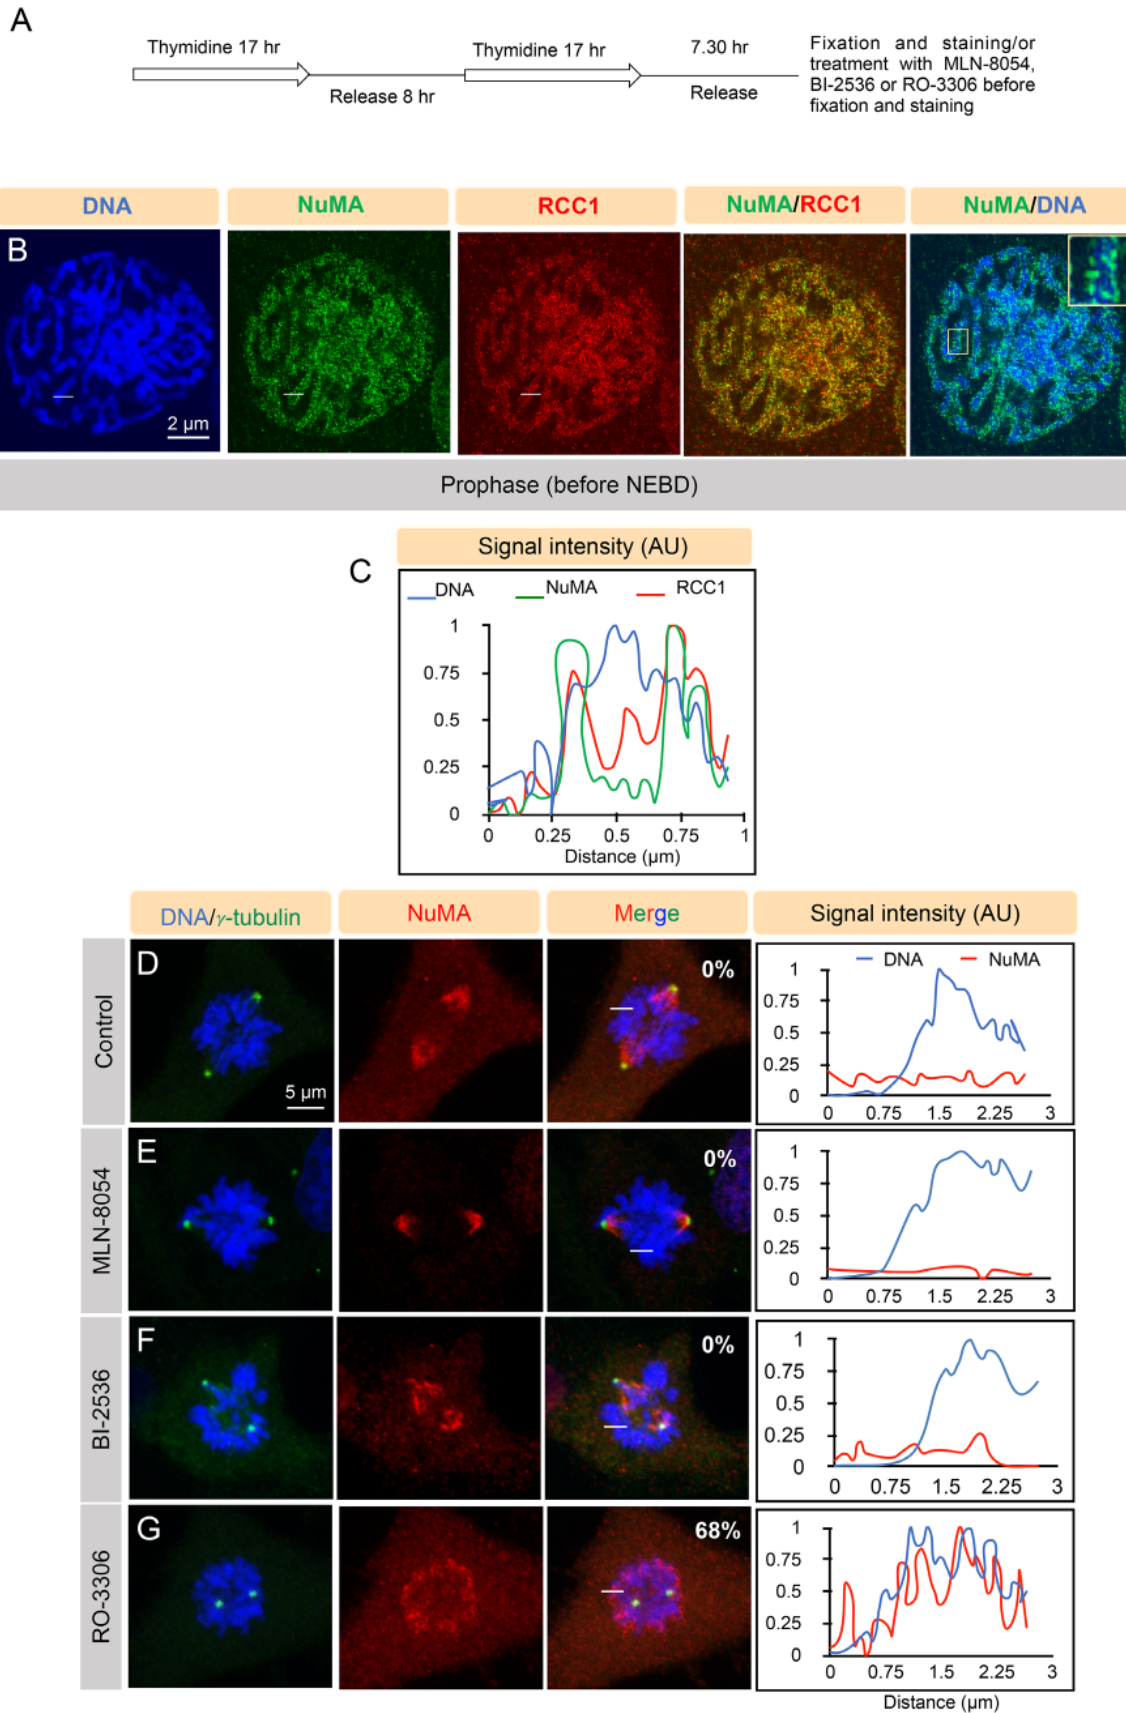 A
Thymidine 17 hr
Release 8 hr
Thymidine 17 hr
7.30 hr
Release
Fixation and staining/or
treatment with MLN-8054,
BI-2536 or RO-3306 before
fixation and staining
DNA
NuMA
RCC1
NuMA/RCC1
NuMA/DNA
B
2 μm
Prophase (before NEBD)
C
Signal intensity (AU)
DNA
NuMA
RCC1
1
0.75
0.5
0.25
0
0 0.25 0.5 0.75 1
Distance (μm)
DNA/γ-tubulin
NuMA
Merge
Signal intensity (AU)
Control
D
5 μm
0%
DNA
NuMA
1
0.75
0.5
0.25
0
0 0.75 1.5 2.25 3
MLN-8054
E
0%
1
0.75
0.5
0.25
0
0 0.75 1.5 2.25 3
BI-2536
F
0%
1
0.75
0.5
0.25
0
0 0.75 1.5 2.25 3
RO-3306
G
68%
1
0.75
0.5
0.25
0
0 0.75 1.5 2.25 3
Distance (μm)